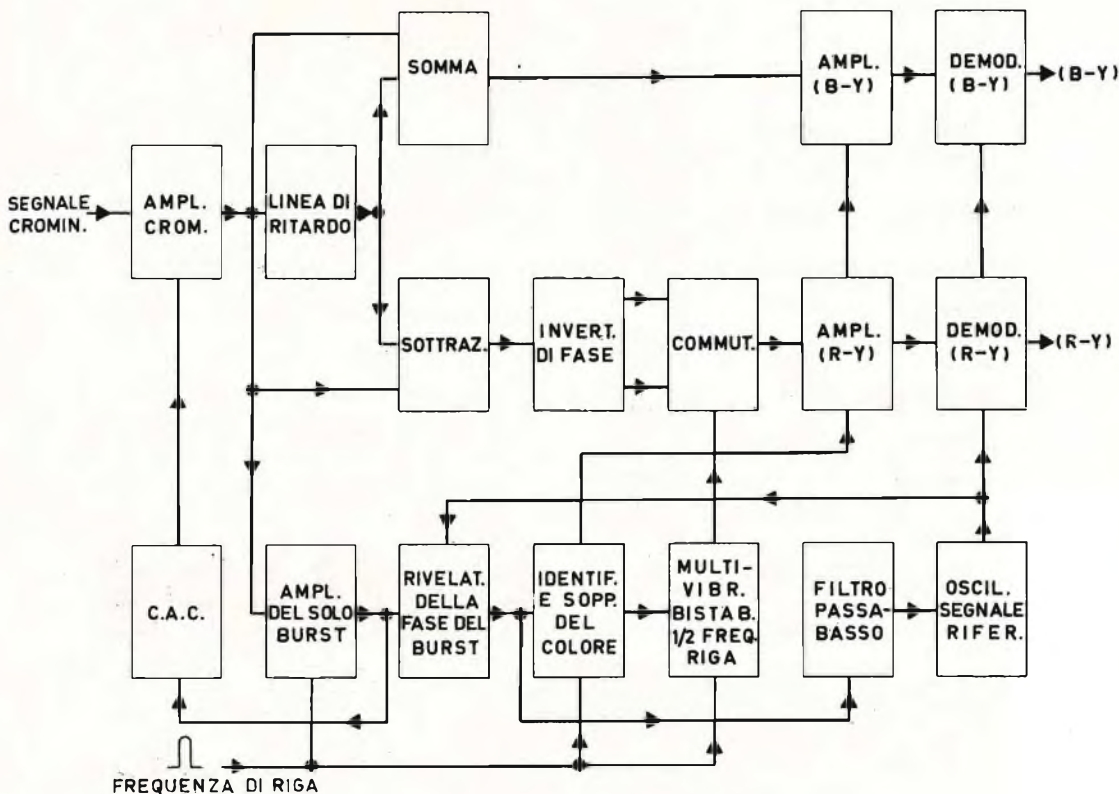 SOMMA
AMPL.
(B-Y)
DEMOD.
(B-Y)
(B-Y)
SEGNALE
CROMIN.
AMPL.
CROM.
LINEA DI
RITARDO
SOTTRAZ.
INVERT.
DI FASE
COMMUT.
AMPL.
(R-Y)
DEMOD.
(R-Y)
(R-Y)
C.A.C.
AMPL.
DEL SOLO
BURST
RIVELAT.
DELLA
FASE DEL
BURST
IDENTIF.
E SOPP.
DEL
COLORE
MULTI-
VIBR.
BISTAB.
1/2 FREQ.
RIGA
FILTRO
PASSA-
BASSO
OSCIL.
SEGNALE
RIFER.
FREQUENZA DI RIGA